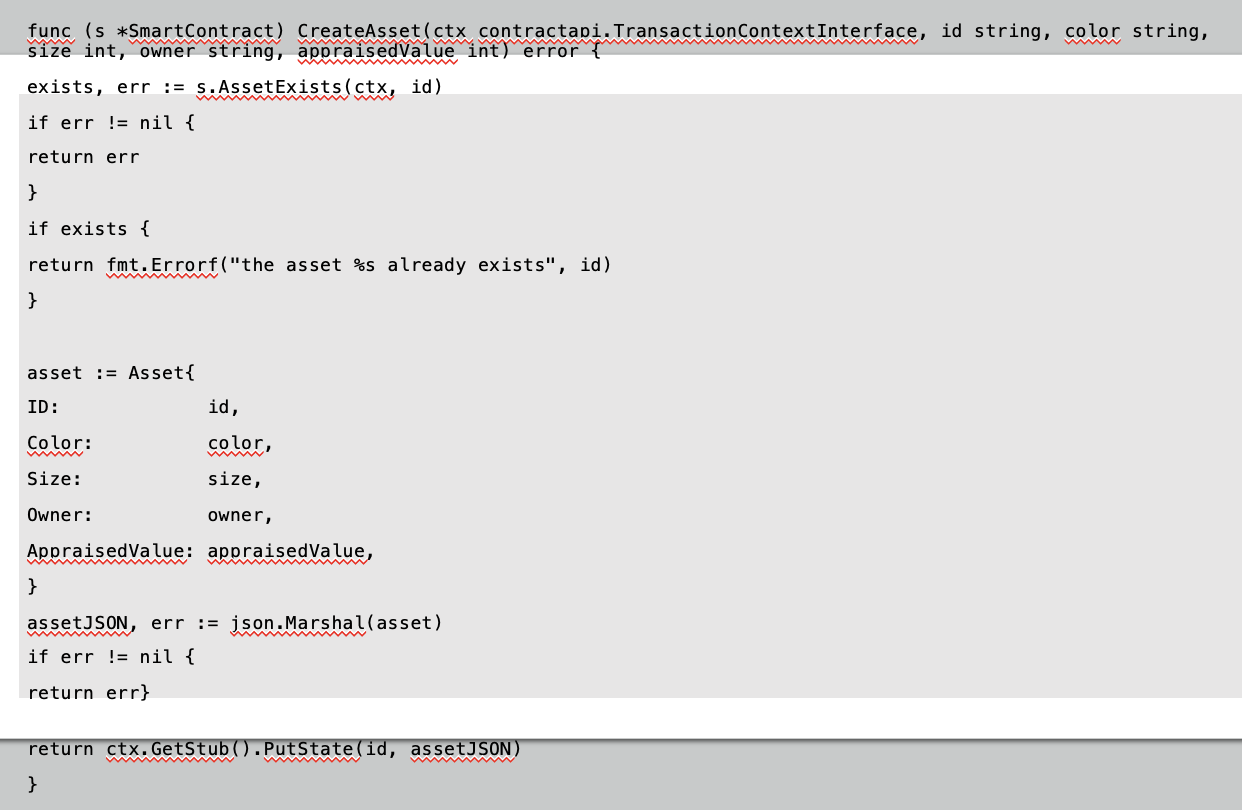 func (s *SmartContract) CreateAsset(ctx contractapi.TransactionContextInterface, id string, color string,
size int, owner string, appraisedValue int) error {
exists, err := s.AssetExists(ctx, id)
if err != nil {
return err
}
if exists {
return fmt.Errorf("the asset %s already exists", id)
}
asset := Asset{
ID: id,
Color: color,
Size: size,
Owner: owner,
AppraisedValue: appraisedValue,
}
assetJSON, err := json.Marshal(asset)
if err != nil {
return err}
return ctx.GetStub().PutState(id, assetJSON)
}